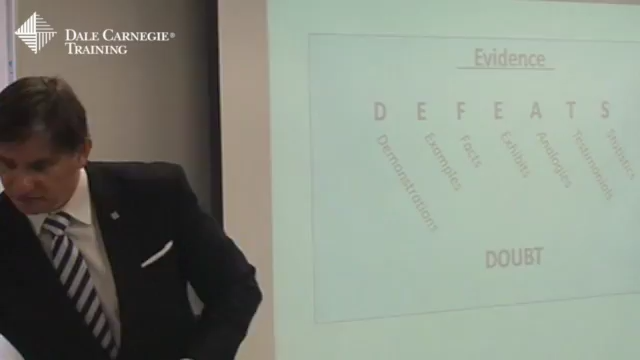 DALE CARNEGIE®
TRAINING
Evidence
D E F E A T S
Demonstrations
Examples
Facts
Exhibits
Analogies
Testimonials
Statistics
DOUBT